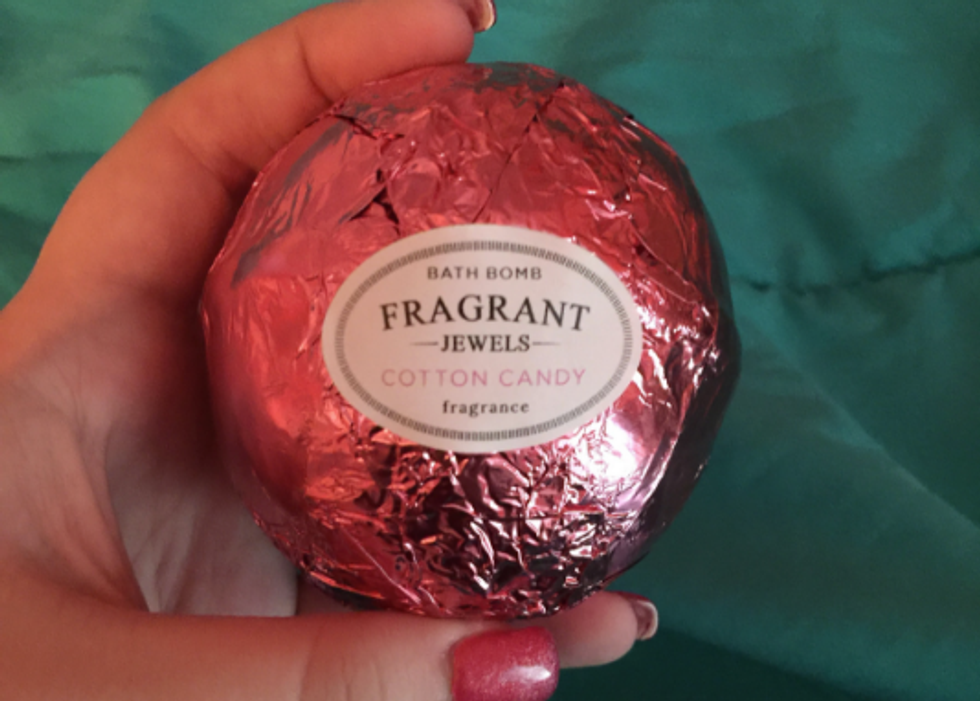 BATH BOMB
FRAGRANT
JEWELS
COTTON CANDY
fragrance